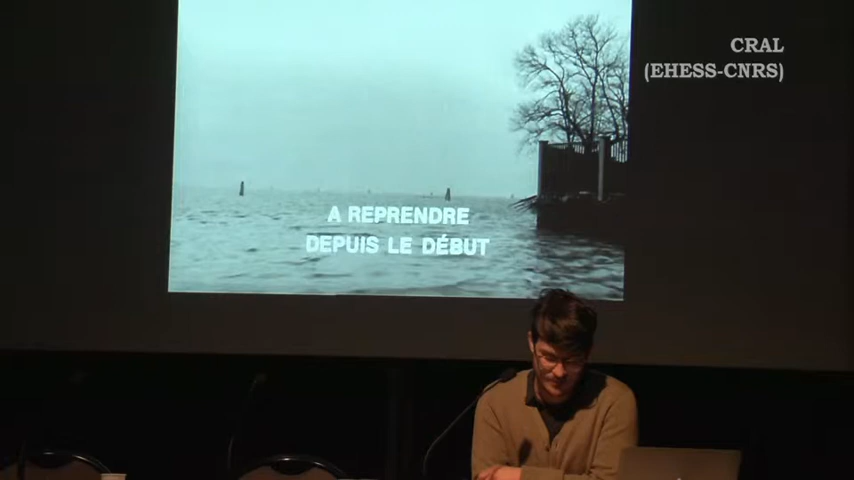 CRAL
(EHESS-CNRS)
A REPRENDRE
DEPUIS LE DÉBUT